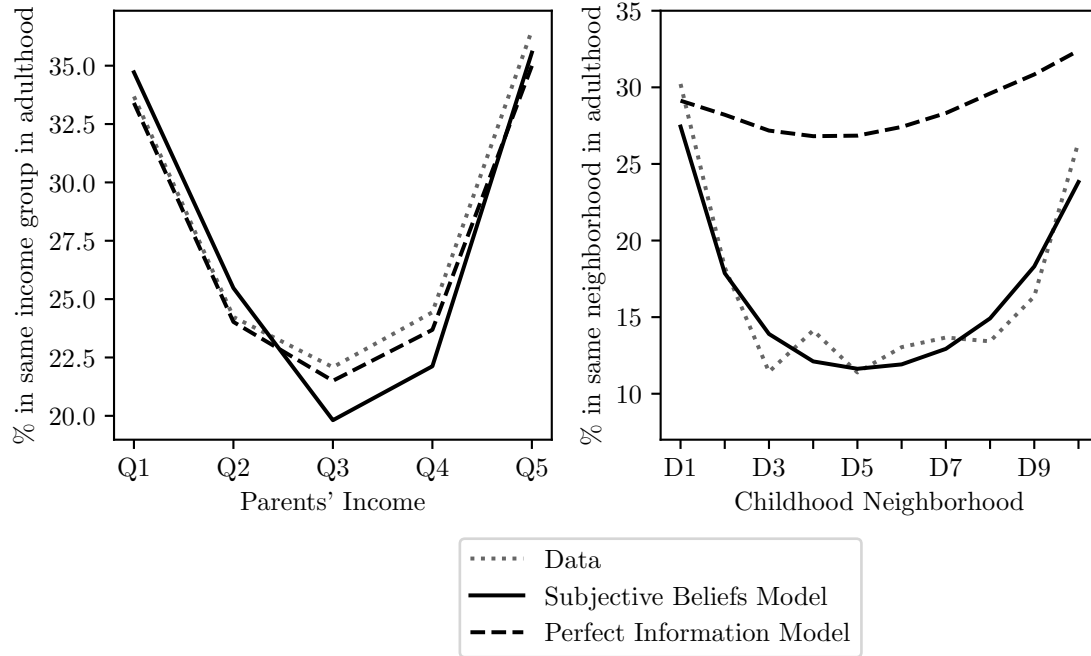 % in same income group in adulthood
35.0
32.5
30.0
27.5
25.0
22.5
20.0
Q1 Q2 Q3 Q4 Q5
Parents' Income
% in same neighborhood in adulthood
35
30
25
20
15
10
D1 D3 D5 D7 D9
Childhood Neighborhood
Data
Subjective Beliefs Model
Perfect Information Model